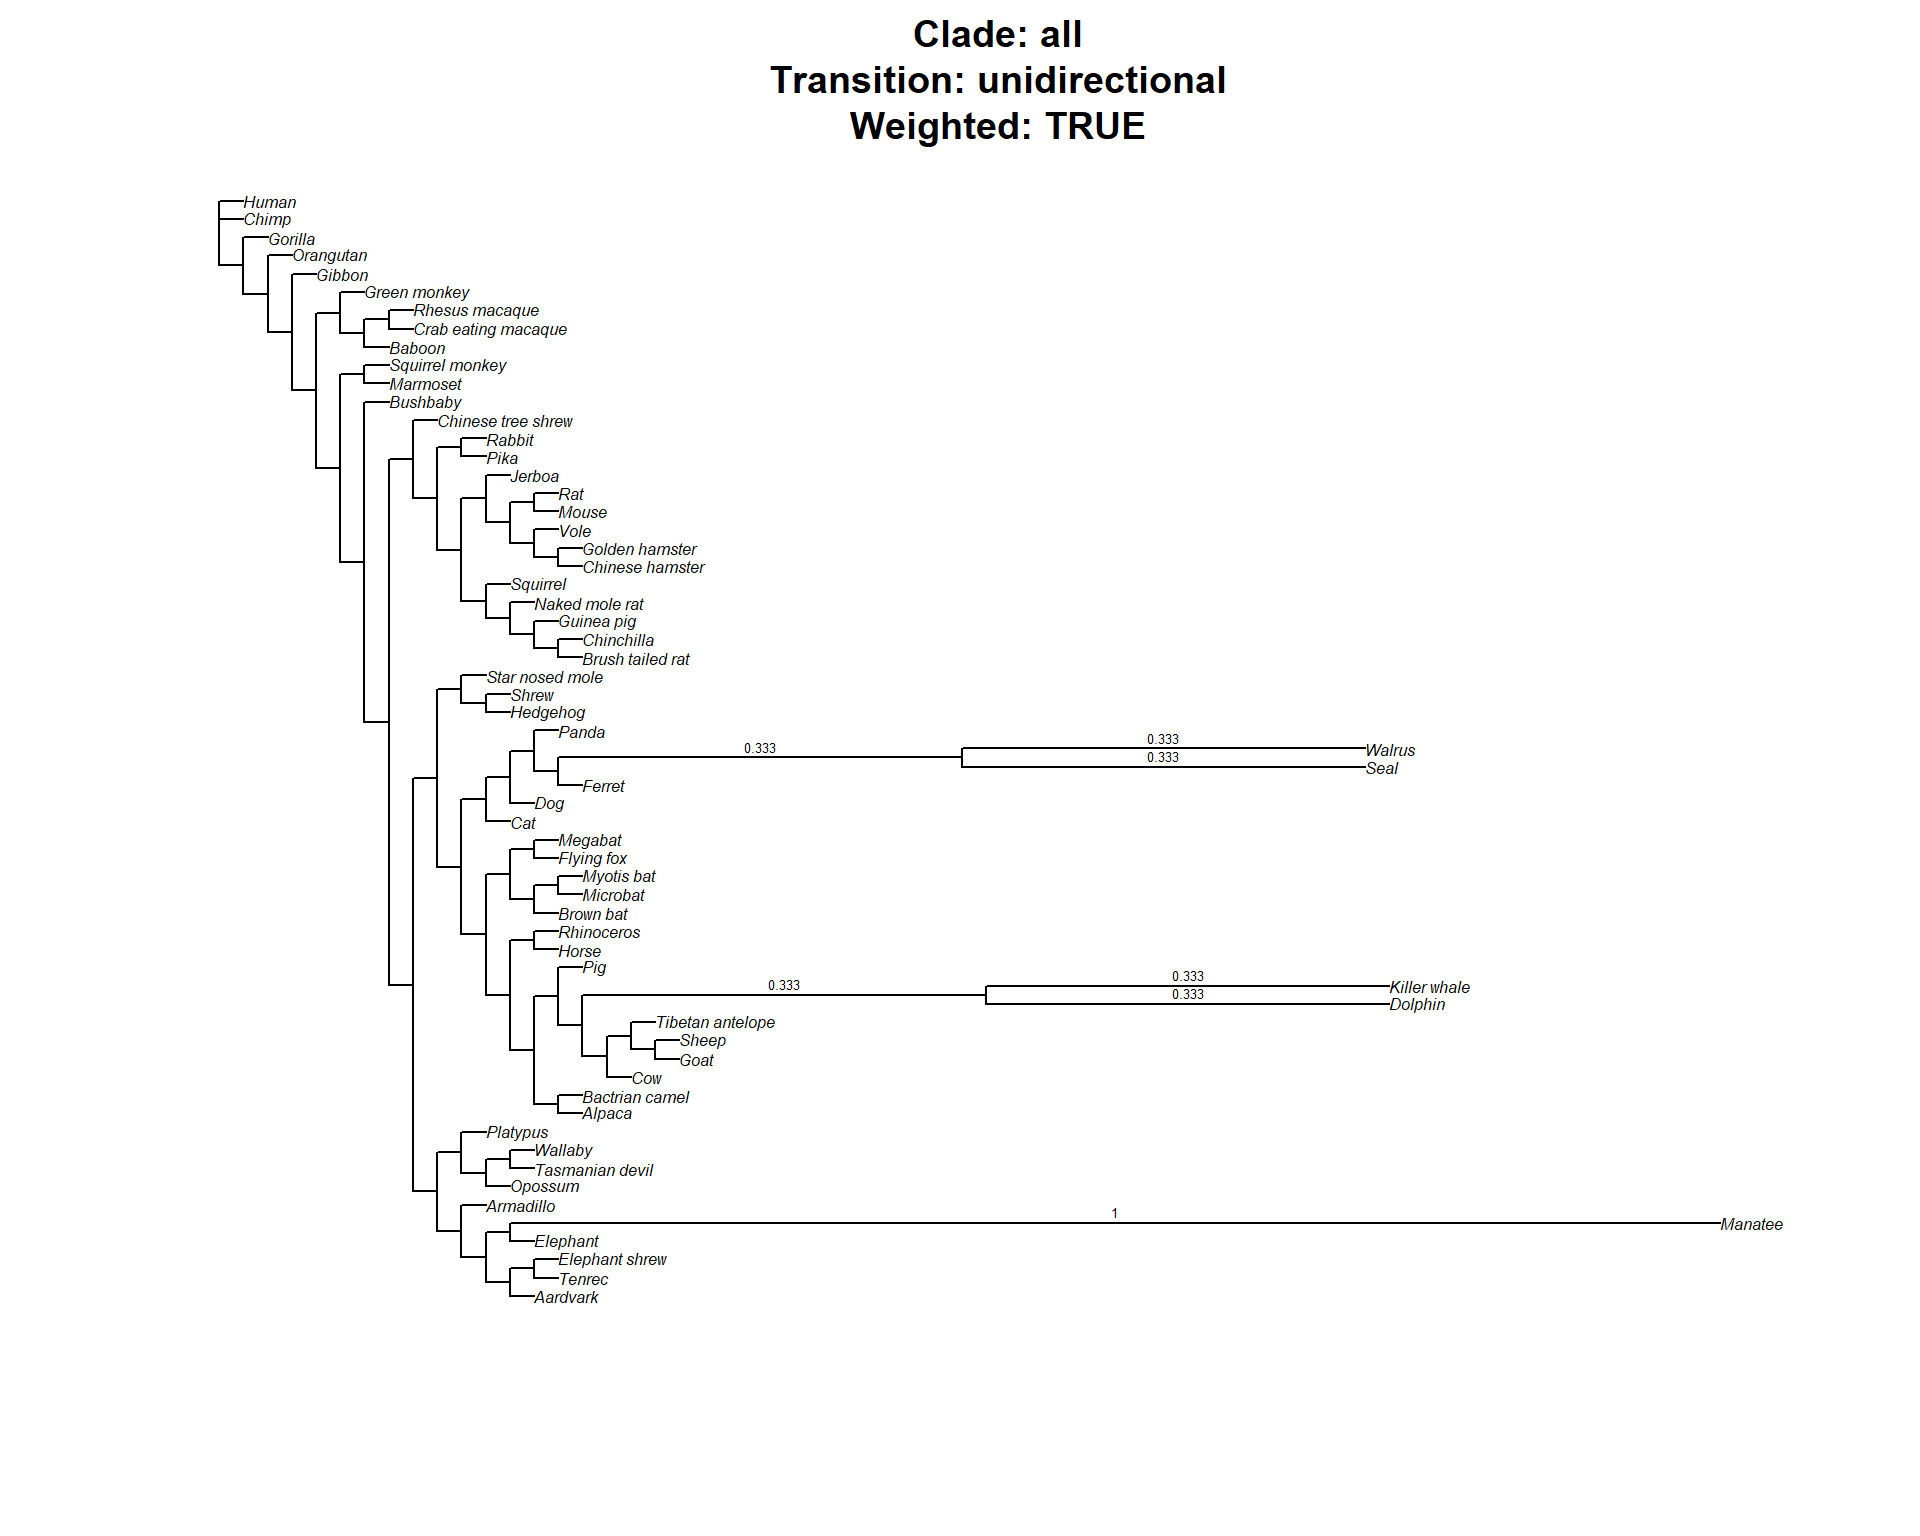 Clade: all
Transition: unidirectional
Weighted: TRUE
Human
Chimp
Gorilla
Orangutan
Gibbon
Green monkey
Rhesus macaque
Crab eating macaque
Baboon
Squirrel monkey
Marmoset
Bushbaby
Chinese tree shrew
Rabbit
Pika
Jerboa
Rat
Mouse
Vole
Golden hamster
Chinese hamster
Squirrel
Naked mole rat
Guinea pig
Chinchilla
Brush tailed rat
Star nosed mole
Shrew
Hedgehog
Panda
0.333
0.333
Walrus
0.333
Seal
Ferret
Dog
Cat
Megabat
Flying fox
Myotis bat
Microbat
Brown bat
Rhinoceros
Horse
Pig
0.333
0.333
Killer whale
0.333
Dolphin
Tibetan antelope
Sheep
Goat
Cow
Bactrian camel
Alpaca
Platypus
Wallaby
Tasmanian devil
Opossum
Armadillo
1
Manatee
Elephant
Elephant shrew
Tenrec
Aardvark